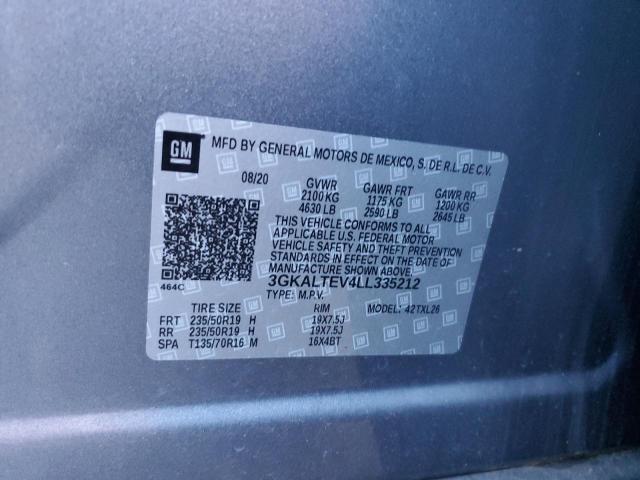 GM
MFD BY GENERAL MOTORS DE MEXICO, S. DE R.L. DE C.V.
08/20 GVWR GAWR FRT GAWR RR
2100 KG 1175 KG 1200 KG
4630 LB 2590 LB 2645 LB
THIS VEHICLE CONFORMS TO ALL
APPLICABLE U.S. FEDERAL MOTOR
VEHICLE SAFETY AND THEFT PREVENTION
STANDARDS IN EFFECT ON THE DATE OF
MANUFACTURE SHOWN ABOVE.
464C 3GKALTEV4LL335212
TYPE: M.P.V. MODEL: 42TXL26
TIRE SIZE RIM
FRT 235/50R19 H 19X7.5J
RR 235/50R19 H 19X7.5J
SPA T135/70R16 M 16X4BT